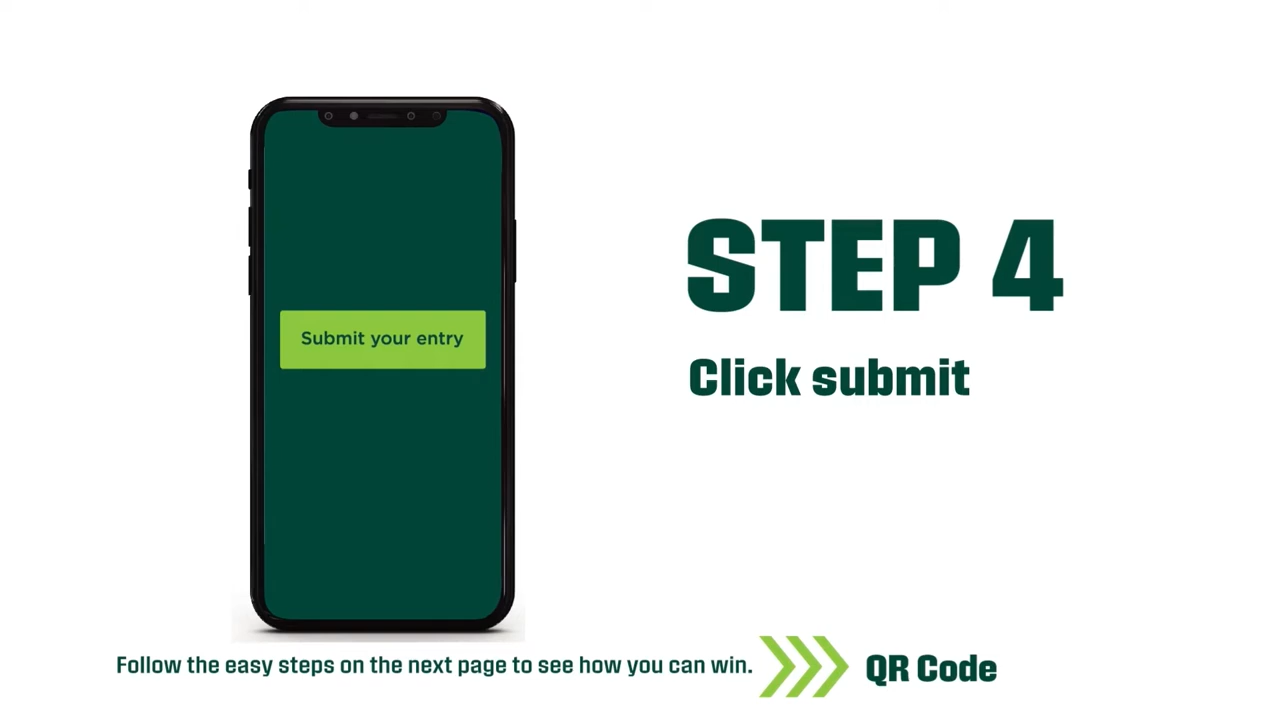 Submit your entry
STEP 4
Click submit
Follow the easy steps on the next page to see how you can win.
QR Code